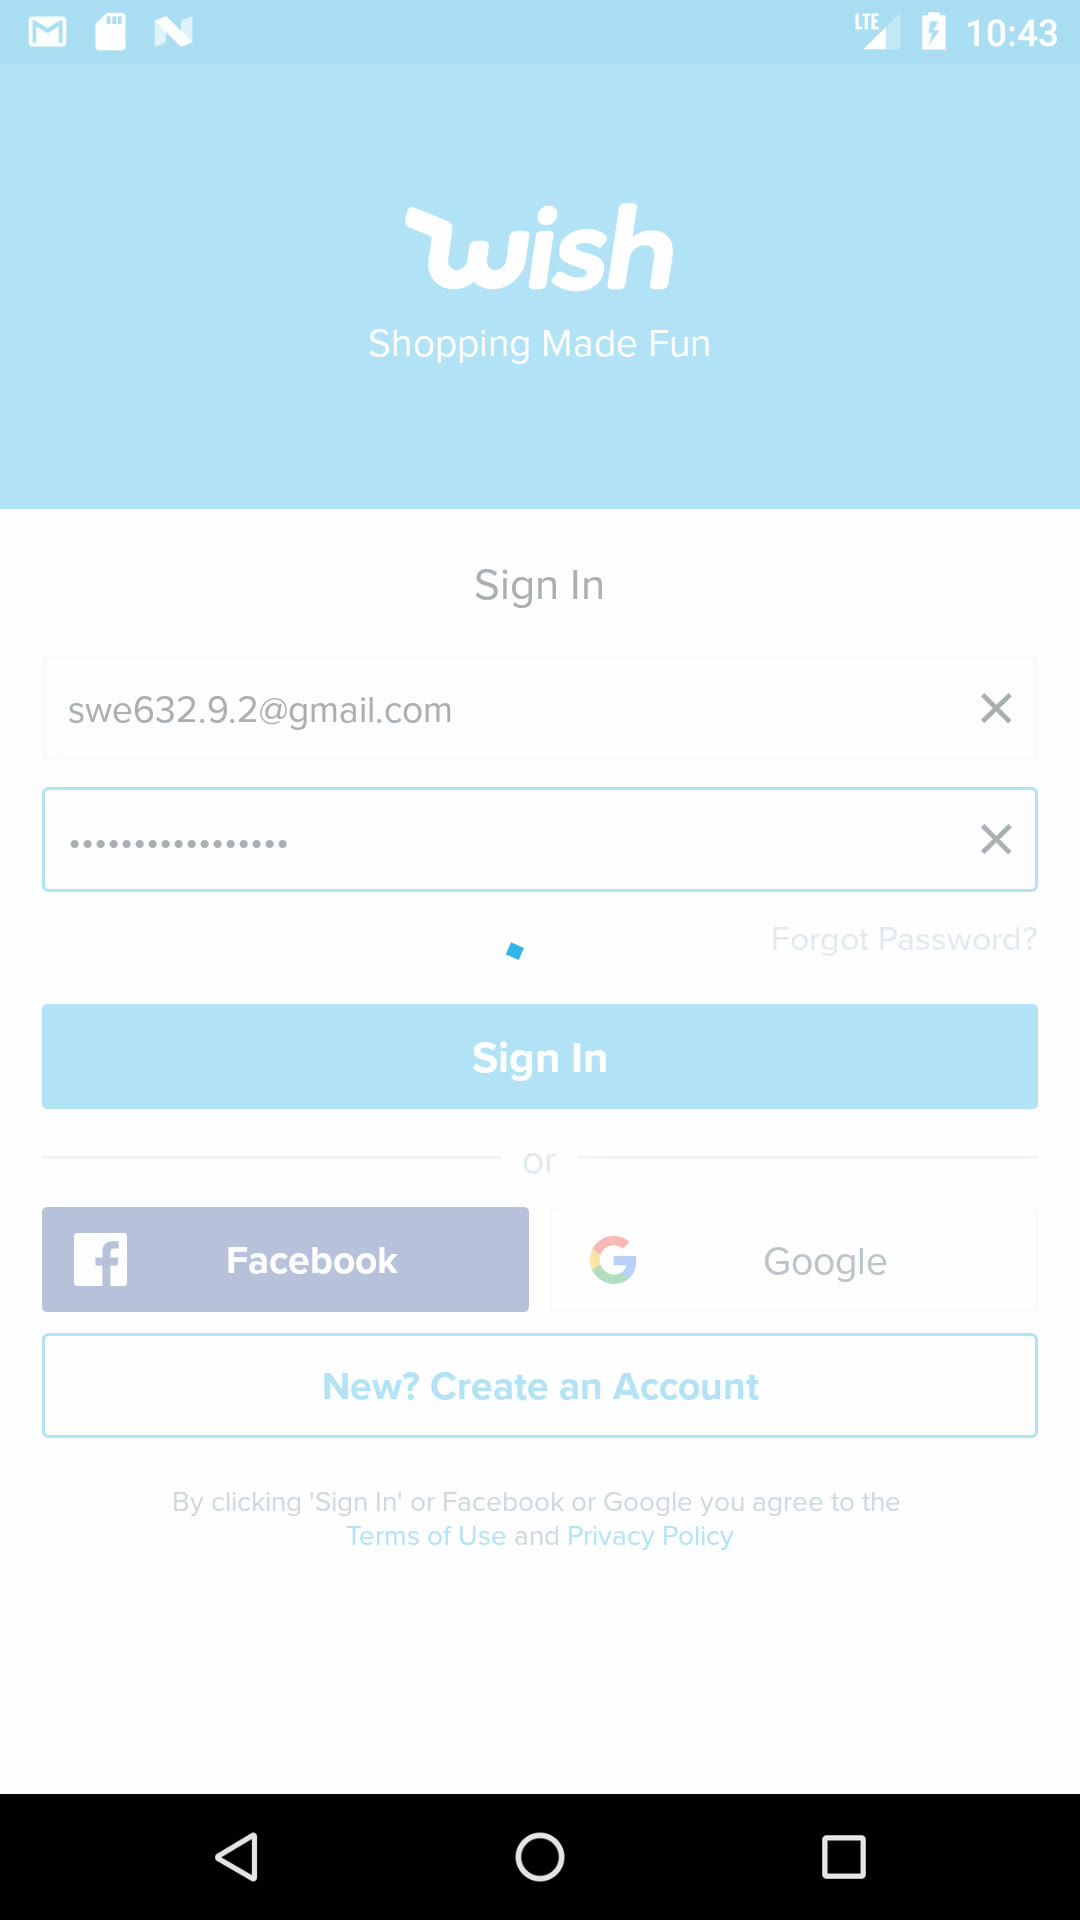 LTE 10:43
wish
Shopping Made Fun
Sign In
swe632.9.2@gmail.com
•••••••••••••••••
Forgot Password?
Sign In
or
Facebook
Google
New? Create an Account
By clicking 'Sign In' or Facebook or Google you agree to the
Terms of Use and Privacy Policy